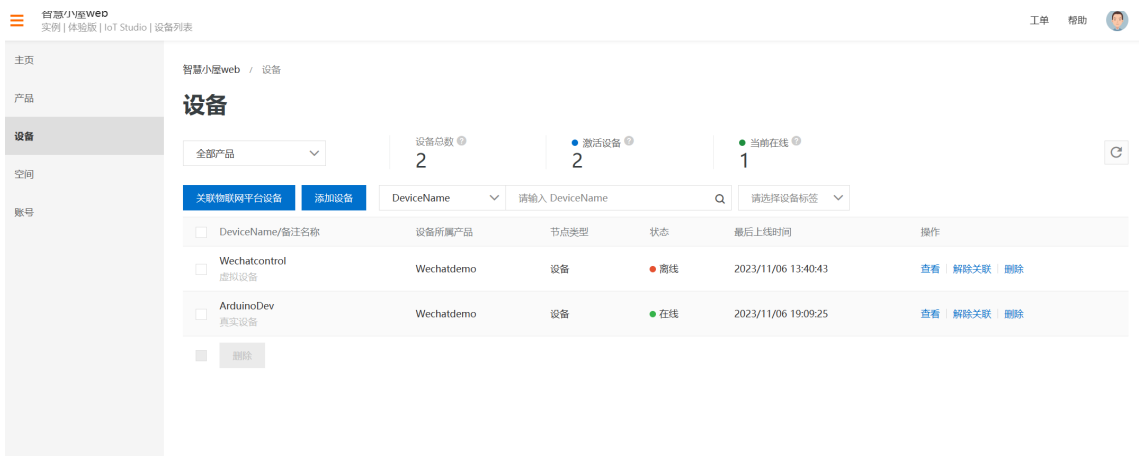 智慧小屋web
实例 | 体验版 | IoT Studio | 设备列表
工单 帮助
主页
产品
设备
空间
账号
智慧小屋web / 设备
设备
全部产品
设备总数 ?
2
激活设备 ?
2
当前在线 ?
1
关联物联网平台设备 添加设备 DeviceName 请输入 DeviceName 请选择设备标签
DeviceName/备注名称 设备所属产品 节点类型 状态 最后上线时间 操作
Wechatcontrol
虚拟设备
Wechatdemo 设备 离线 2023/11/06 13:40:43 查看 解除关联 删除
ArduinoDev
真实设备
Wechatdemo 设备 在线 2023/11/06 19:09:25 查看 解除关联 删除
删除